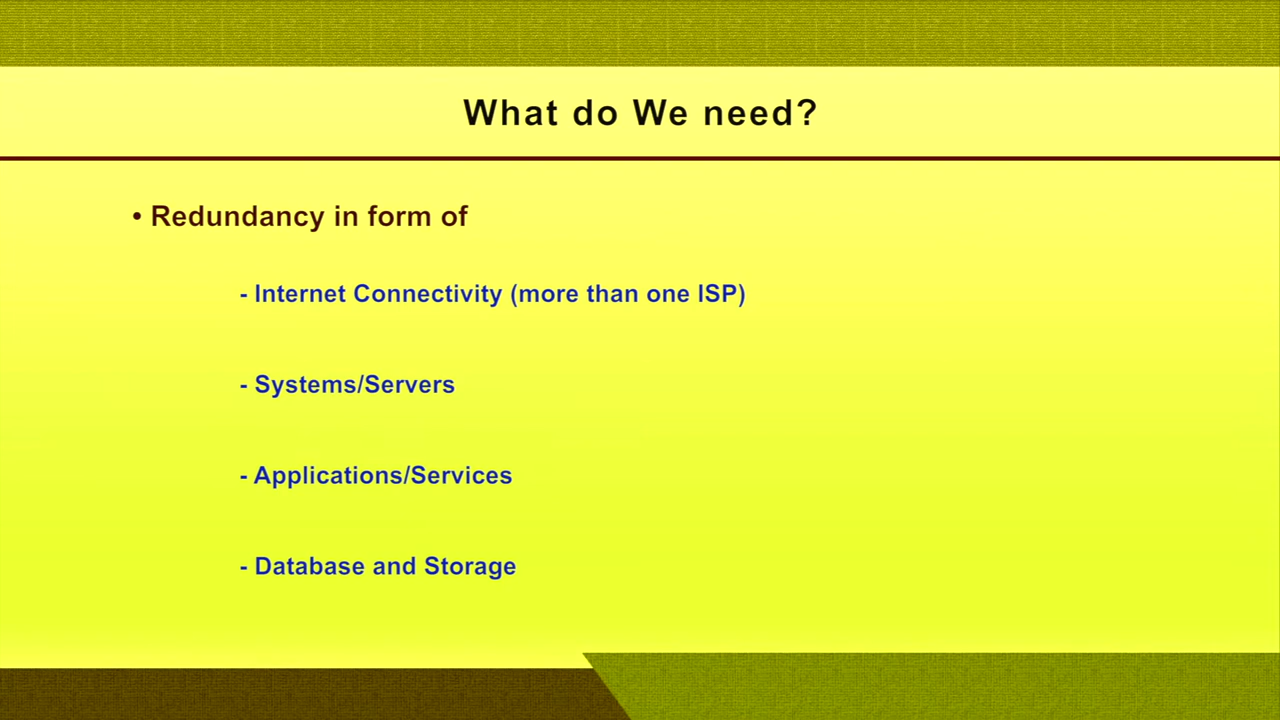 What do We need?
• Redundancy in form of
- Internet Connectivity (more than one ISP)
- Systems/Servers
- Applications/Services
- Database and Storage